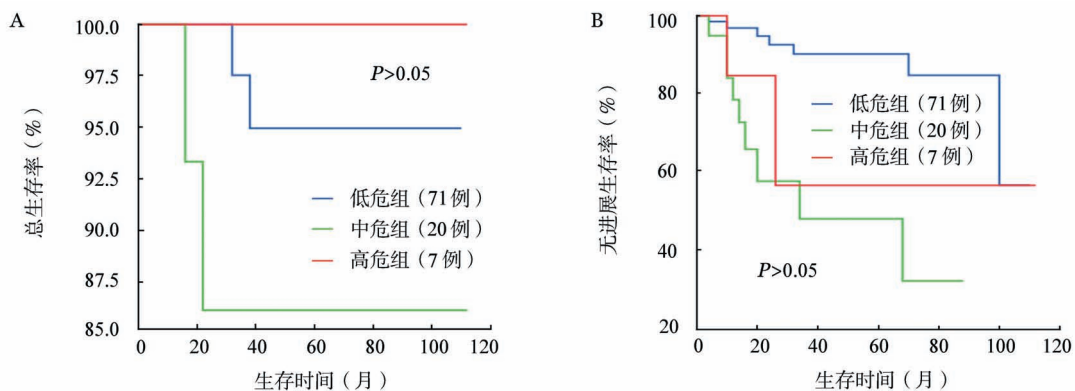 A
100.0
97.5
95.0
92.5
90.0
87.5
85.0
总生存率（%）
P>0.05
低危组（71例）
中危组（20例）
高危组（7例）
0 20 40 60 80 100 120
生存时间（月）
B
100
80
60
40
20
无进展生存率（%）
低危组（71例）
中危组（20例）
高危组（7例）
P>0.05
0 20 40 60 80 100 120
生存时间（月）